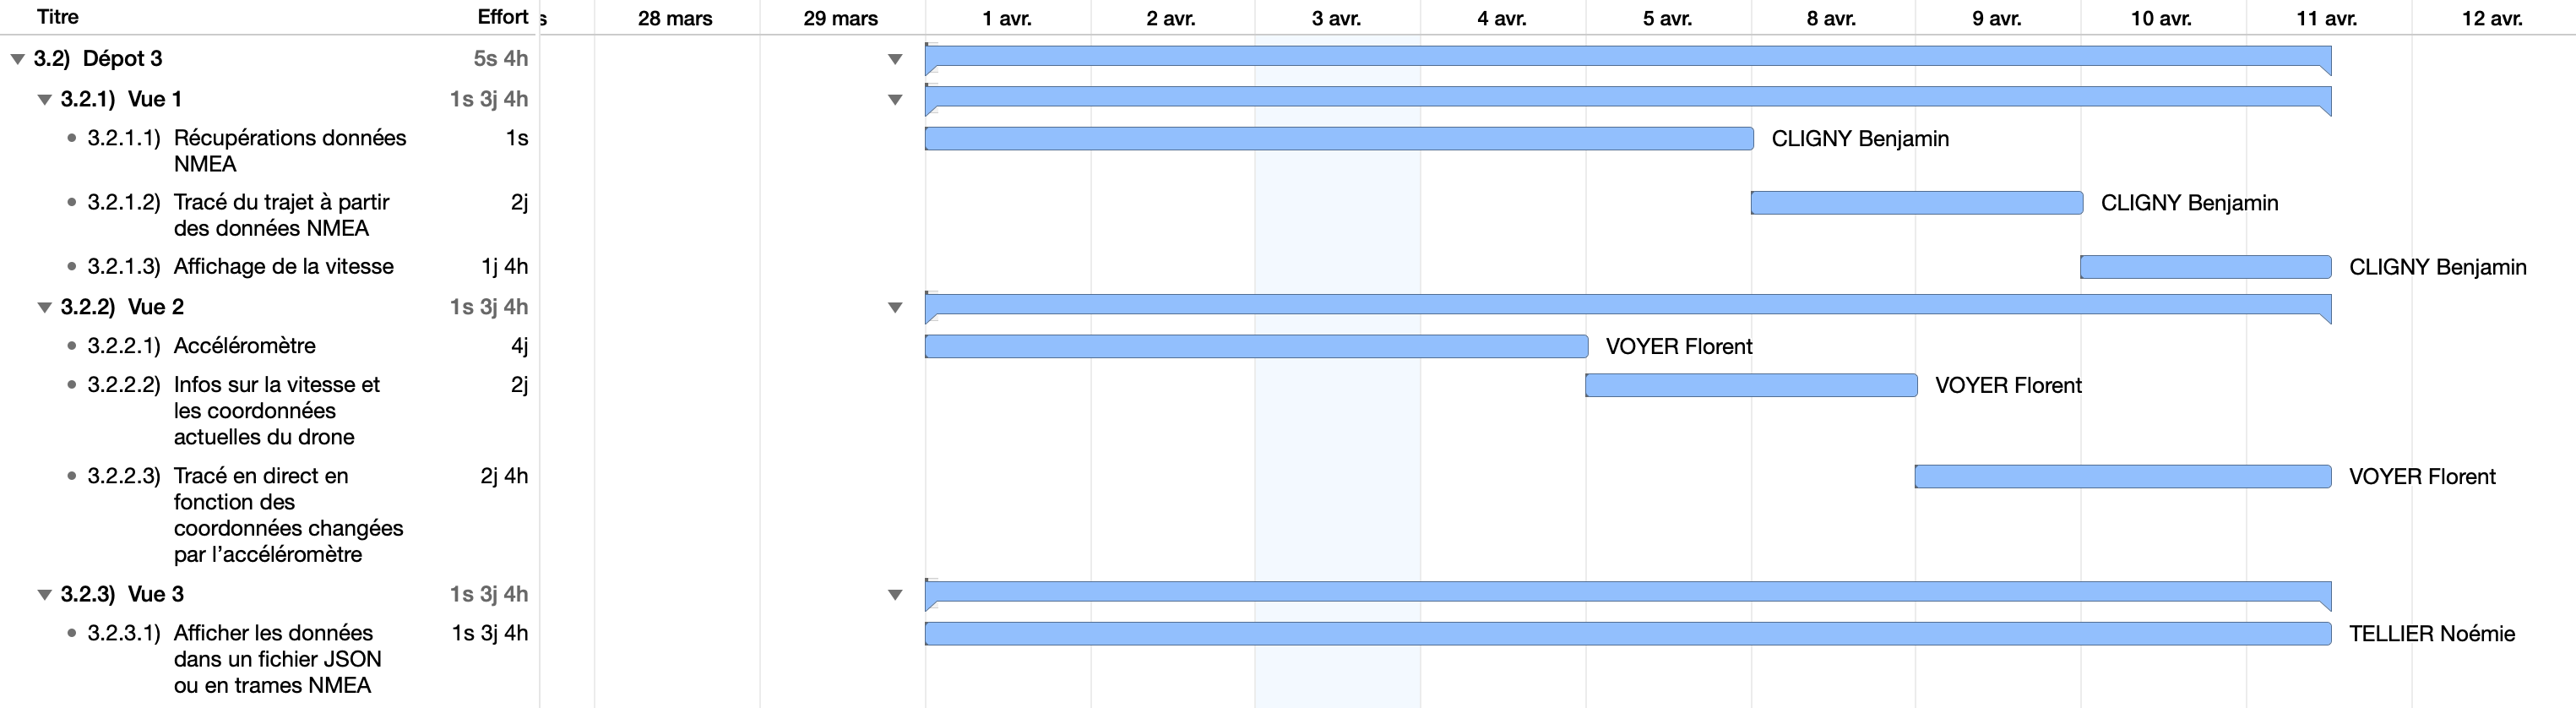 Titre Effort s 28 mars 29 mars 1 avr. 2 avr. 3 avr. 4 avr. 5 avr. 8 avr. 9 avr. 10 avr. 11 avr. 12 avr.
3.2) Dépot 3 5s 4h
3.2.1) Vue 1 1s 3j 4h
3.2.1.1) Récupérations données 1s CLIGNY Benjamin
NMEA
3.2.1.2) Tracé du trajet à partir 2j CLIGNY Benjamin
des données NMEA
3.2.1.3) Affichage de la vitesse 1j 4h CLIGNY Benjamin
3.2.2) Vue 2 1s 3j 4h
3.2.2.1) Accéléromètre 4j VOYER Florent
3.2.2.2) Infos sur la vitesse et 2j VOYER Florent
les coordonnées
actuelles du drone
3.2.2.3) Tracé en direct en 2j 4h VOYER Florent
fonction des
coordonnées changées
par l’accéléromètre
3.2.3) Vue 3 1s 3j 4h
3.2.3.1) Afficher les données 1s 3j 4h TELLIER Noémie
dans un fichier JSON
ou en trames NMEA